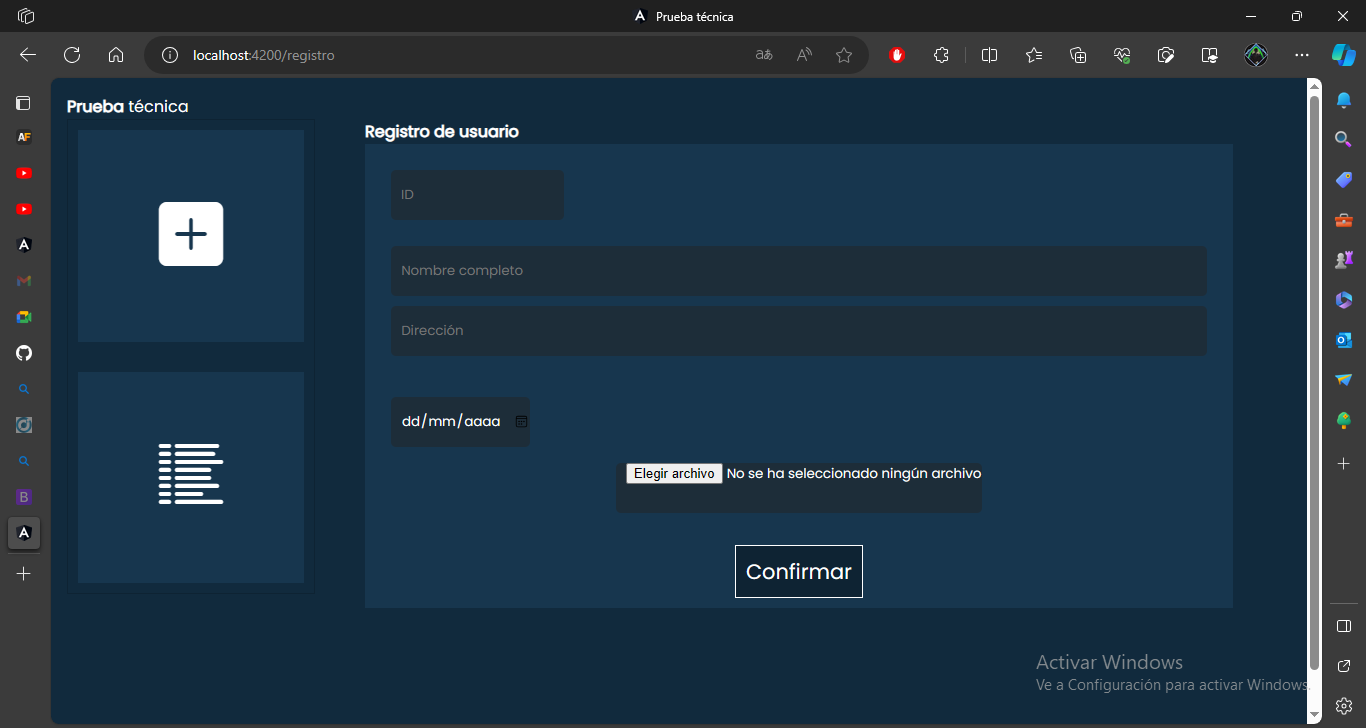 Prueba técnica
localhost:4200/registro
Prueba técnica
Registro de usuario
ID
Nombre completo
Dirección
dd/mm/aaaa
Elegir archivo No se ha seleccionado ningún archivo
Confirmar
Activar Windows
Ve a Configuración para activar Windows.